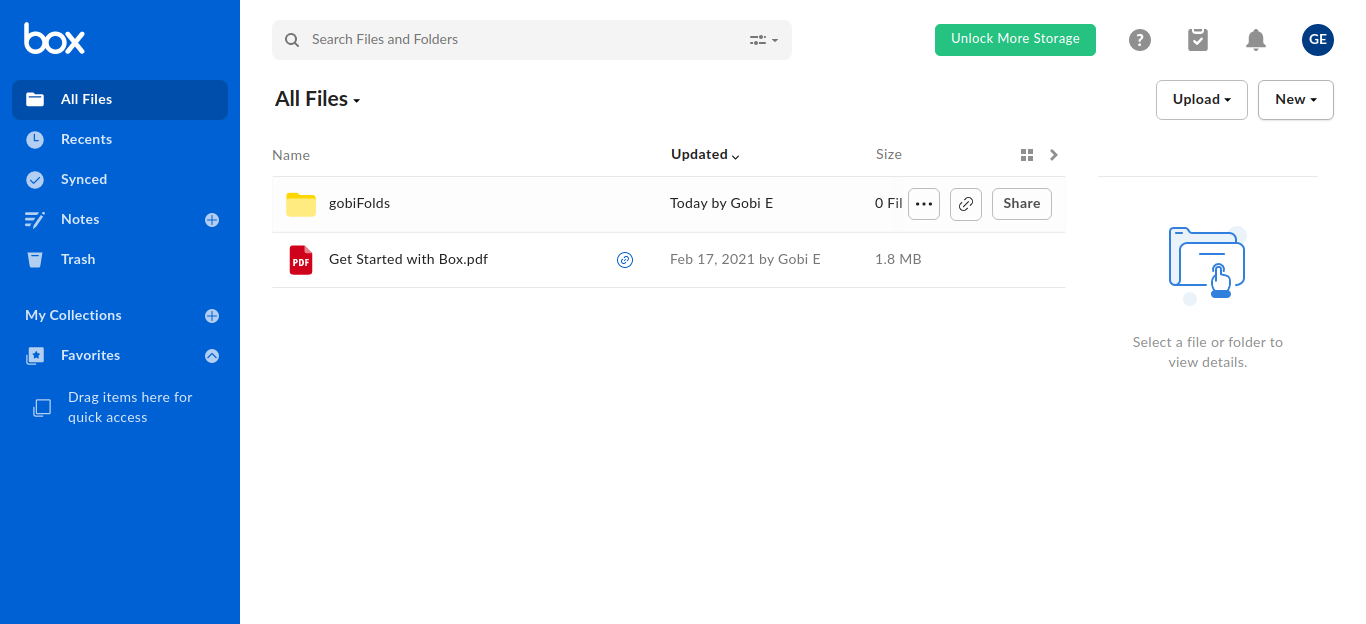 box
Search Files and Folders
Unlock More Storage
?
GE
All Files
Recents
Synced
Notes
Trash
My Collections
Favorites
Drag items here for
quick access
All Files
Upload
New
Name
Updated
Size
gobiFolds
Today by Gobi E
0 Fil
Share
PDF
Get Started with Box.pdf
Feb 17, 2021 by Gobi E
1.8 MB
Select a file or folder to
view details.